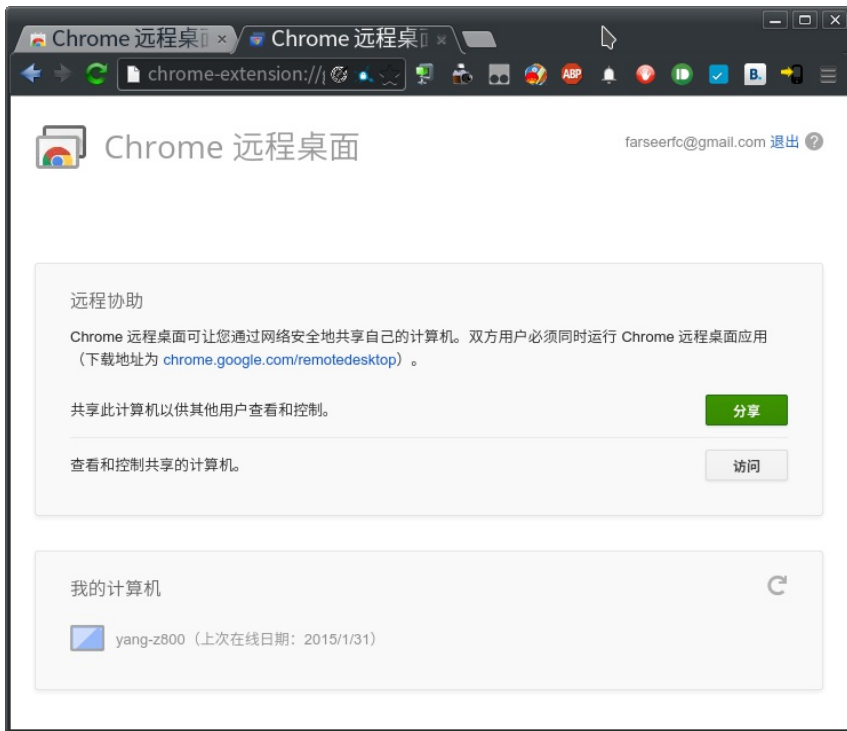 Chrome 远程桌
Chrome 远程桌
chrome-extension://
ABP
B.
Chrome 远程桌面
farseerfc@gmail.com 退出 ?
远程协助
Chrome 远程桌面可让您通过网络安全地共享自己的计算机。双方用户必须同时运行 Chrome 远程桌面应用
（下载地址为 chrome.google.com/remotedesktop）。
共享此计算机以供其他用户查看和控制。
分享
查看和控制共享的计算机。
访问
我的计算机
yang-z800（上次在线日期：2015/1/31）